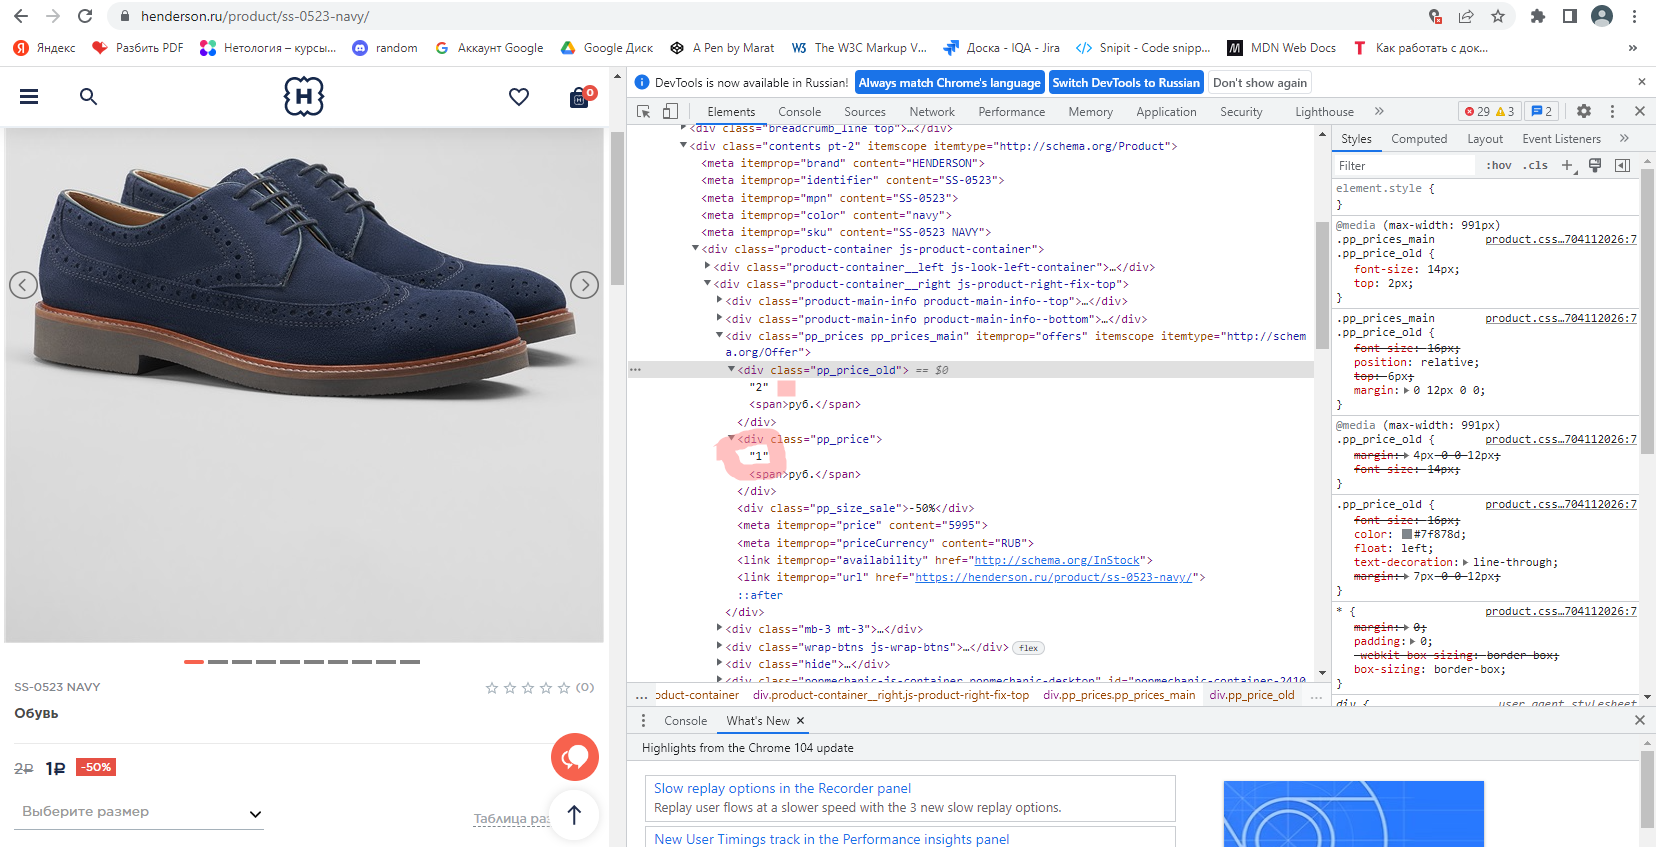 henderson.ru/product/ss-0523-navy/
Яндекс
Разбить PDF
Нетология – курсы...
random
Аккаунт Google
Google Диск
A Pen by Marat
The W3C Markup V...
Доска - IQA - Jira
Snipit - Code snipp...
MDN Web Docs
Как работать с док...
»
H
0
SS-0523 NAVY
(0)
Обувь
2₽ 1₽ -50%
Выберите размер
Таблица раз
DevTools is now available in Russian!
Always match Chrome's language
Switch DevTools to Russian
Don't show again
Elements
Console
Sources
Network
Performance
Memory
Application
Security
Lighthouse
»
29
3
2
<div class="breadcrumb_line top">…</div>
<div class="contents pt-2" itemscope itemtype="http://schema.org/Product">
<meta itemprop="brand" content="HENDERSON">
<meta itemprop="identifier" content="SS-0523">
<meta itemprop="mpn" content="SS-0523">
<meta itemprop="color" content="navy">
<meta itemprop="sku" content="SS-0523 NAVY">
<div class="product-container js-product-container">
<div class="product-container__left js-look-left-container">…</div>
<div class="product-container__right js-product-right-fix-top">
<div class="product-main-info product-main-info--top">…</div>
<div class="product-main-info product-main-info--bottom">…</div>
<div class="pp_prices pp_prices_main" itemprop="offers" itemscope itemtype="http://schem
a.org/Offer">
<div class="pp_price_old"> == $0
"2"
<span>руб.</span>
</div>
<div class="pp_price">
"1"
<span>руб.</span>
</div>
<div class="pp_size_sale">-50%</div>
<meta itemprop="price" content="5995">
<meta itemprop="priceCurrency" content="RUB">
<link itemprop="availability" href="http://schema.org/InStock">
<link itemprop="url" href="https://henderson.ru/product/ss-0523-navy/">
::after
</div>
<div class="mb-3 mt-3">…</div>
<div class="wrap-btns js-wrap-btns">…</div> flex
<div class="hide">…</div>
<div class="popmechanic-js-container popmechanic-desktop" id="popmechanic-container-2410
... oduct-container
div.product-container__right.js-product-right-fix-top
div.pp_prices.pp_prices_main
div.pp_price_old
...
Styles
Computed
Layout
Event Listeners
»
Filter
:hov .cls
element.style {
}
@media (max-width: 991px)
.pp_prices_main product.css…704112026:7
.pp_price_old {
font-size: 14px;
top: 2px;
}
.pp_prices_main product.css…704112026:7
.pp_price_old {
font-size: 16px;
position: relative;
top: 6px;
margin: 0 12px 0 0;
}
@media (max-width: 991px)
.pp_price_old { product.css…704112026:7
margin: 4px 0 0 12px;
font-size: 14px;
}
.pp_price_old { product.css…704112026:7
font-size: 16px;
color: #7f878d;
float: left;
text-decoration: line-through;
margin: 7px 0 0 12px;
}
* { product.css…704112026:7
margin: 0;
padding: 0;
-webkit-box-sizing: border-box;
box-sizing: border-box;
}
div { user agent stylesheet
Console
What's New
Highlights from the Chrome 104 update
Slow replay options in the Recorder panel
Replay user flows at a slower speed with the 3 new slow replay options.
New User Timings track in the Performance insights panel